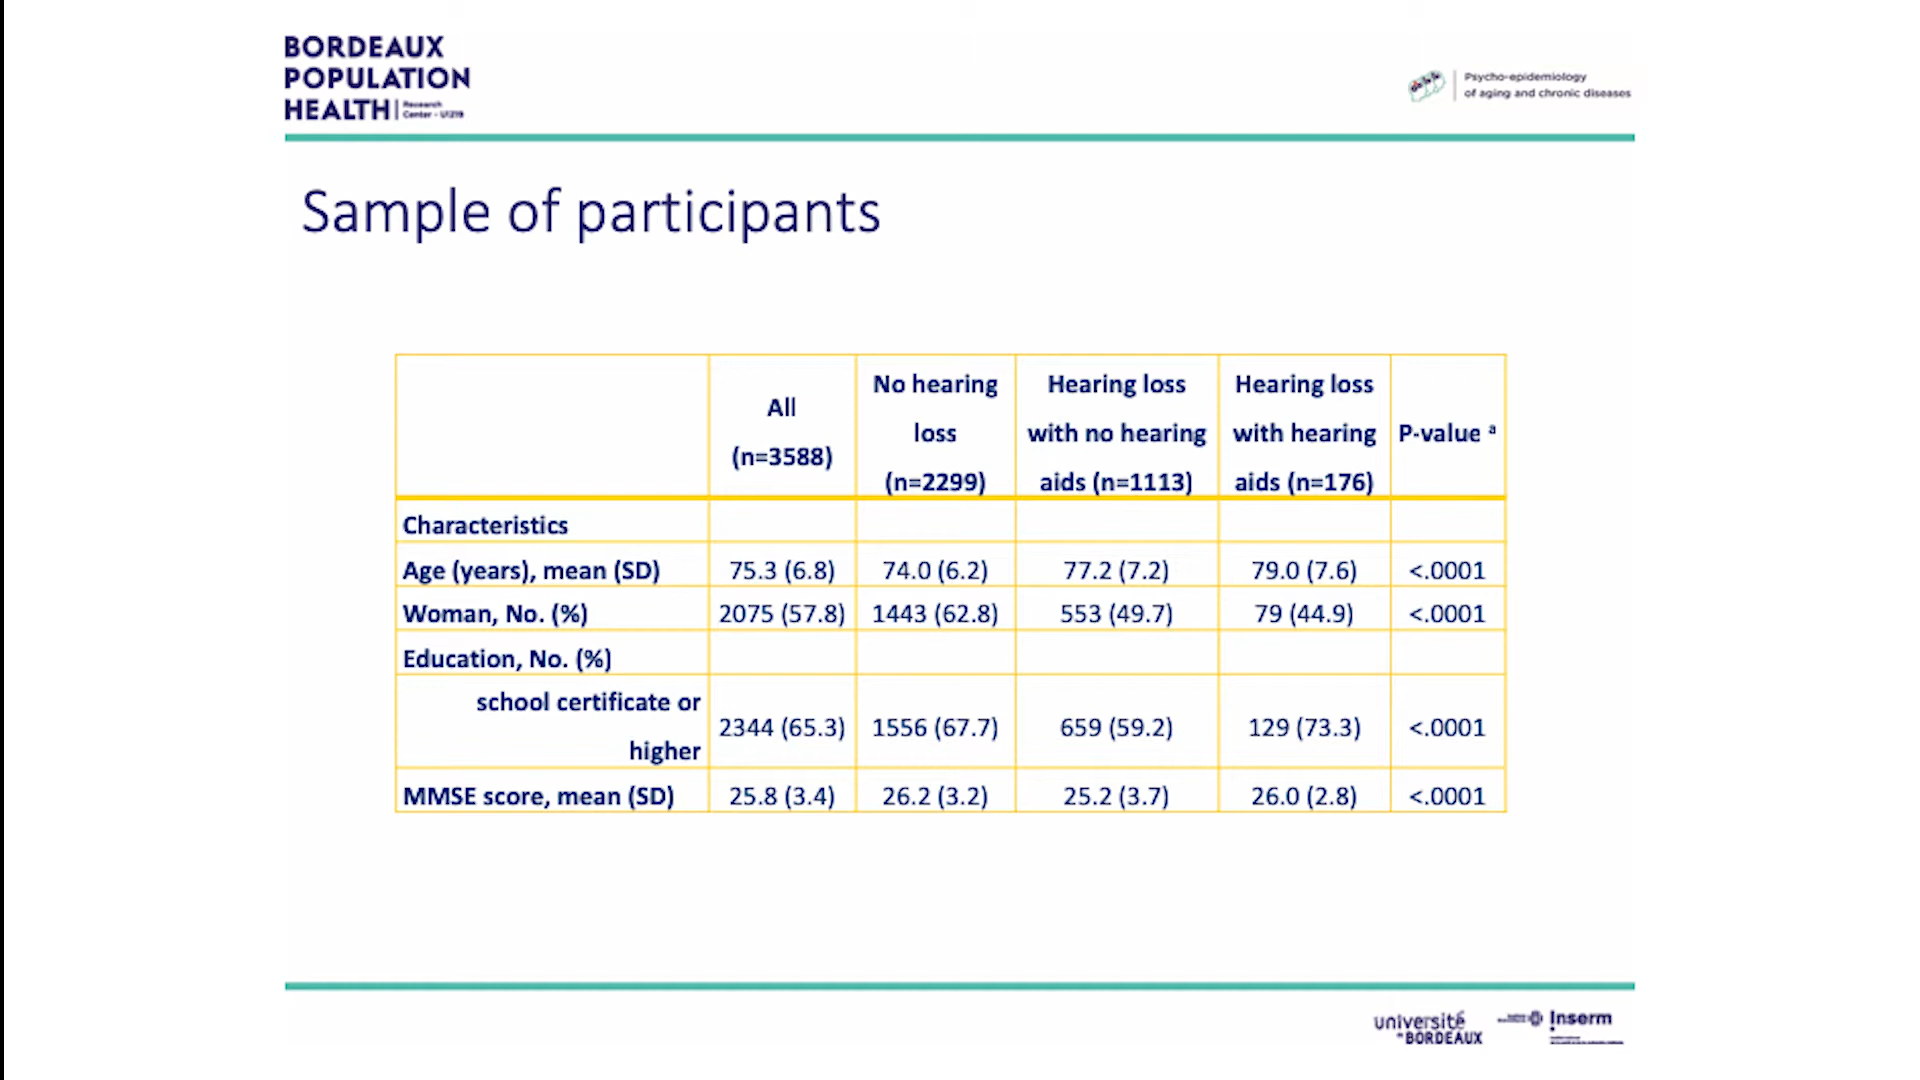 BORDEAUX
POPULATION
HEALTH Research
Center - U1219
Psycho-epidemiology
of aging and chronic diseases
Sample of participants
All
(n=3588)
No hearing
loss
(n=2299)
Hearing loss
with no hearing
aids (n=1113)
Hearing loss
with hearing
aids (n=176)
P-value ª
Characteristics
Age (years), mean (SD) 75.3 (6.8) 74.0 (6.2) 77.2 (7.2) 79.0 (7.6) <.0001
Woman, No. (%) 2075 (57.8) 1443 (62.8) 553 (49.7) 79 (44.9) <.0001
Education, No. (%)
school certificate or
higher 2344 (65.3) 1556 (67.7) 659 (59.2) 129 (73.3) <.0001
MMSE score, mean (SD) 25.8 (3.4) 26.2 (3.2) 25.2 (3.7) 26.0 (2.8) <.0001
université
de BORDEAUX
Inserm